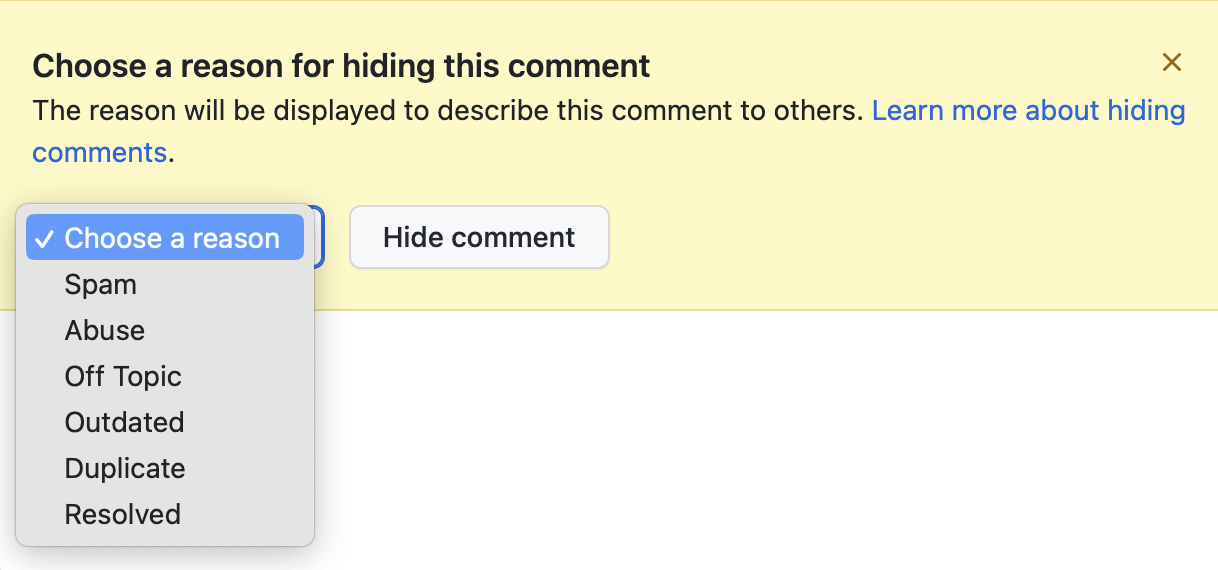 Choose a reason for hiding this comment
The reason will be displayed to describe this comment to others. Learn more about hiding
comments.
Choose a reason
Hide comment
Spam
Abuse
Off Topic
Outdated
Duplicate
Resolved